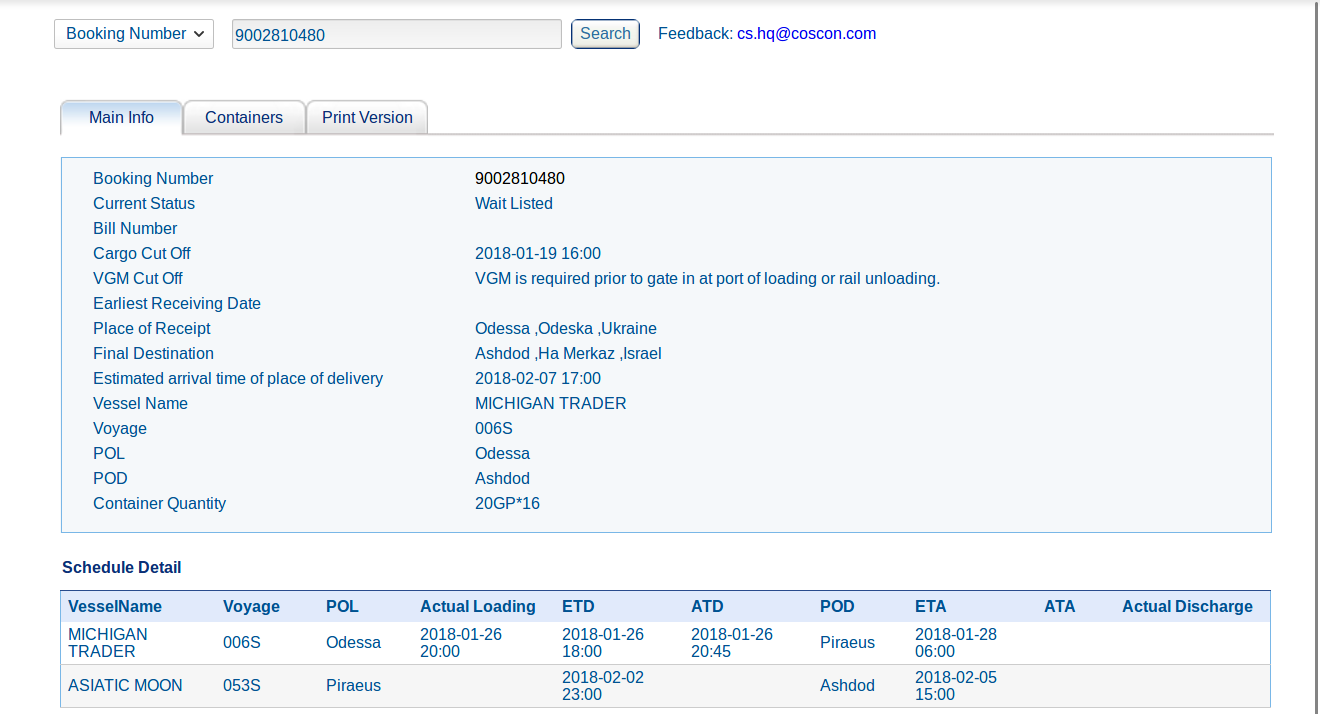 Booking Number 9002810480 Search Feedback: cs.hq@coscon.com
Main Info Containers Print Version
Booking Number 9002810480
Current Status Wait Listed
Bill Number
Cargo Cut Off 2018-01-19 16:00
VGM Cut Off VGM is required prior to gate in at port of loading or rail unloading.
Earliest Receiving Date
Place of Receipt Odessa ,Odeska ,Ukraine
Final Destination Ashdod ,Ha Merkaz ,Israel
Estimated arrival time of place of delivery 2018-02-07 17:00
Vessel Name MICHIGAN TRADER
Voyage 006S
POL Odessa
POD Ashdod
Container Quantity 20GP*16
Schedule Detail
VesselName Voyage POL Actual Loading ETD ATD POD ETA ATA Actual Discharge
MICHIGAN TRADER 006S Odessa 2018-01-26 20:00 2018-01-26 18:00 2018-01-26 20:45 Piraeus 2018-01-28 06:00
ASIATIC MOON 053S Piraeus 2018-02-02 23:00 Ashdod 2018-02-05 15:00